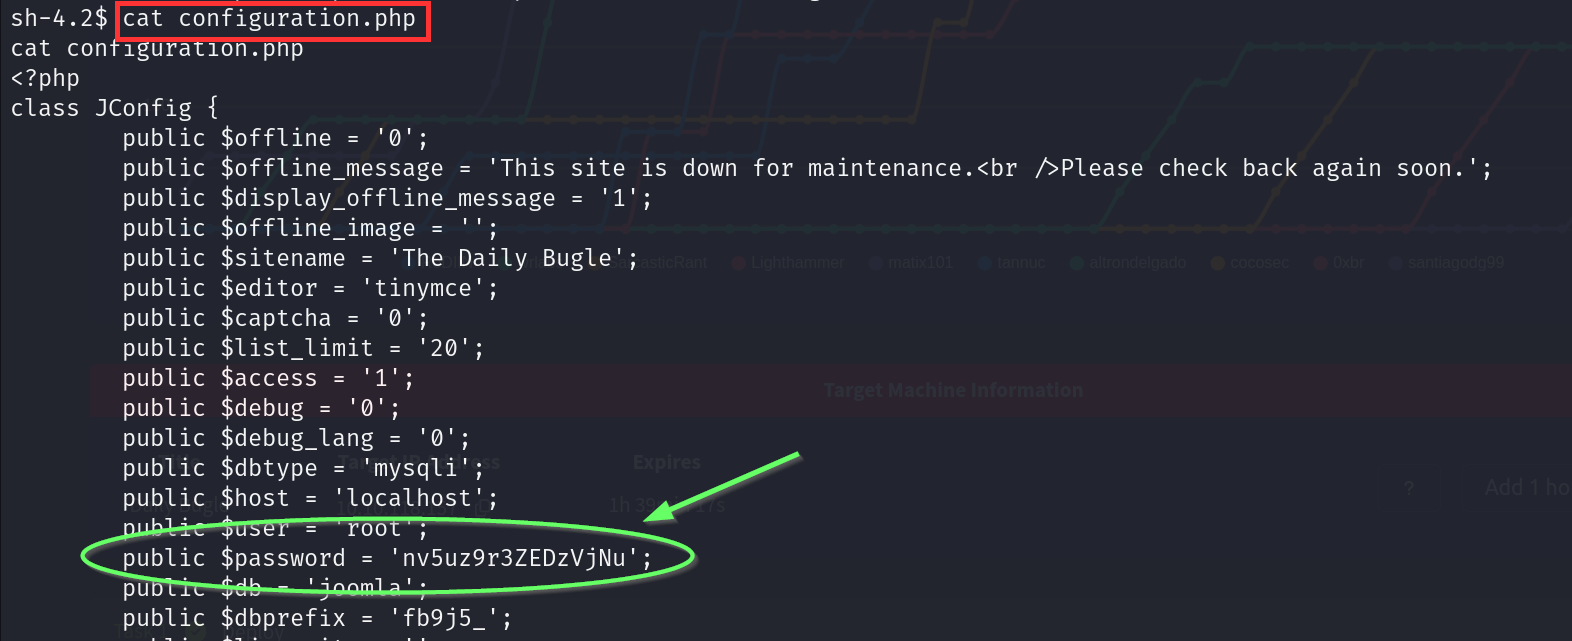 sh-4.2$ cat configuration.php
cat configuration.php
<?php
class JConfig {
public $offline = '0';
public $offline_message = 'This site is down for maintenance.<br />Please check back again soon.';
public $display_offline_message = '1';
public $offline_image = '';
public $sitename = 'The Daily Bugle';
Lighthammer matix101 tannuc altrondelgado cocosec 0xbr santiagodg99
public $editor = 'tinymce';
public $captcha = '0';
public $list_limit = '20';
public $access = '1';
Target Machine Information
public $debug = '0';
public $debug_lang = '0';
Expires
public $dbtype = 'mysqli';
public $host = 'localhost';
?
Add 1 ho
public $user = 'root';
public $password = 'nv5uz9r3ZEDzVjNu';
public $db = 'joomla';
public $dbprefix = 'fb9j5_';